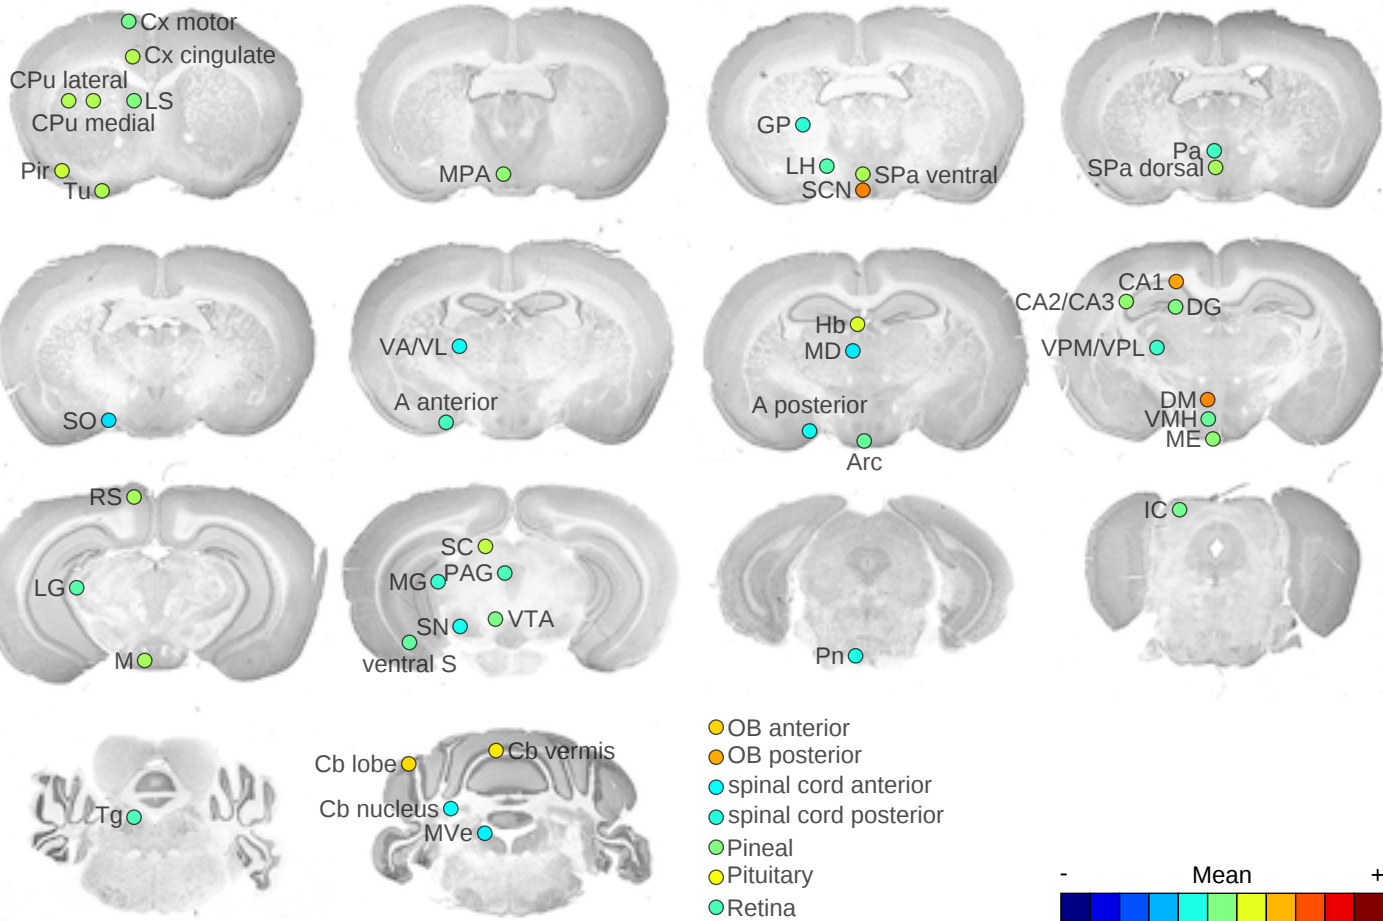 Cx motor
Cx cingulate
CPu lateral
LS
CPu medial
Pir
Tu
MPA
GP
LH
SPa ventral
SCN
Pa
SPa dorsal
SO
VA/VL
A anterior
Hb
MD
A posterior
Arc
CA1
CA2/CA3
DG
VPM/VPL
DM
VMH
ME
RS
LG
M
SC
MG
PAG
SN
VTA
ventral S
Pn
IC
Tg
Cb lobe
Cb vermis
Cb nucleus
MVe
OB anterior
OB posterior
spinal cord anterior
spinal cord posterior
Pineal
Pituitary
Retina
- Mean +